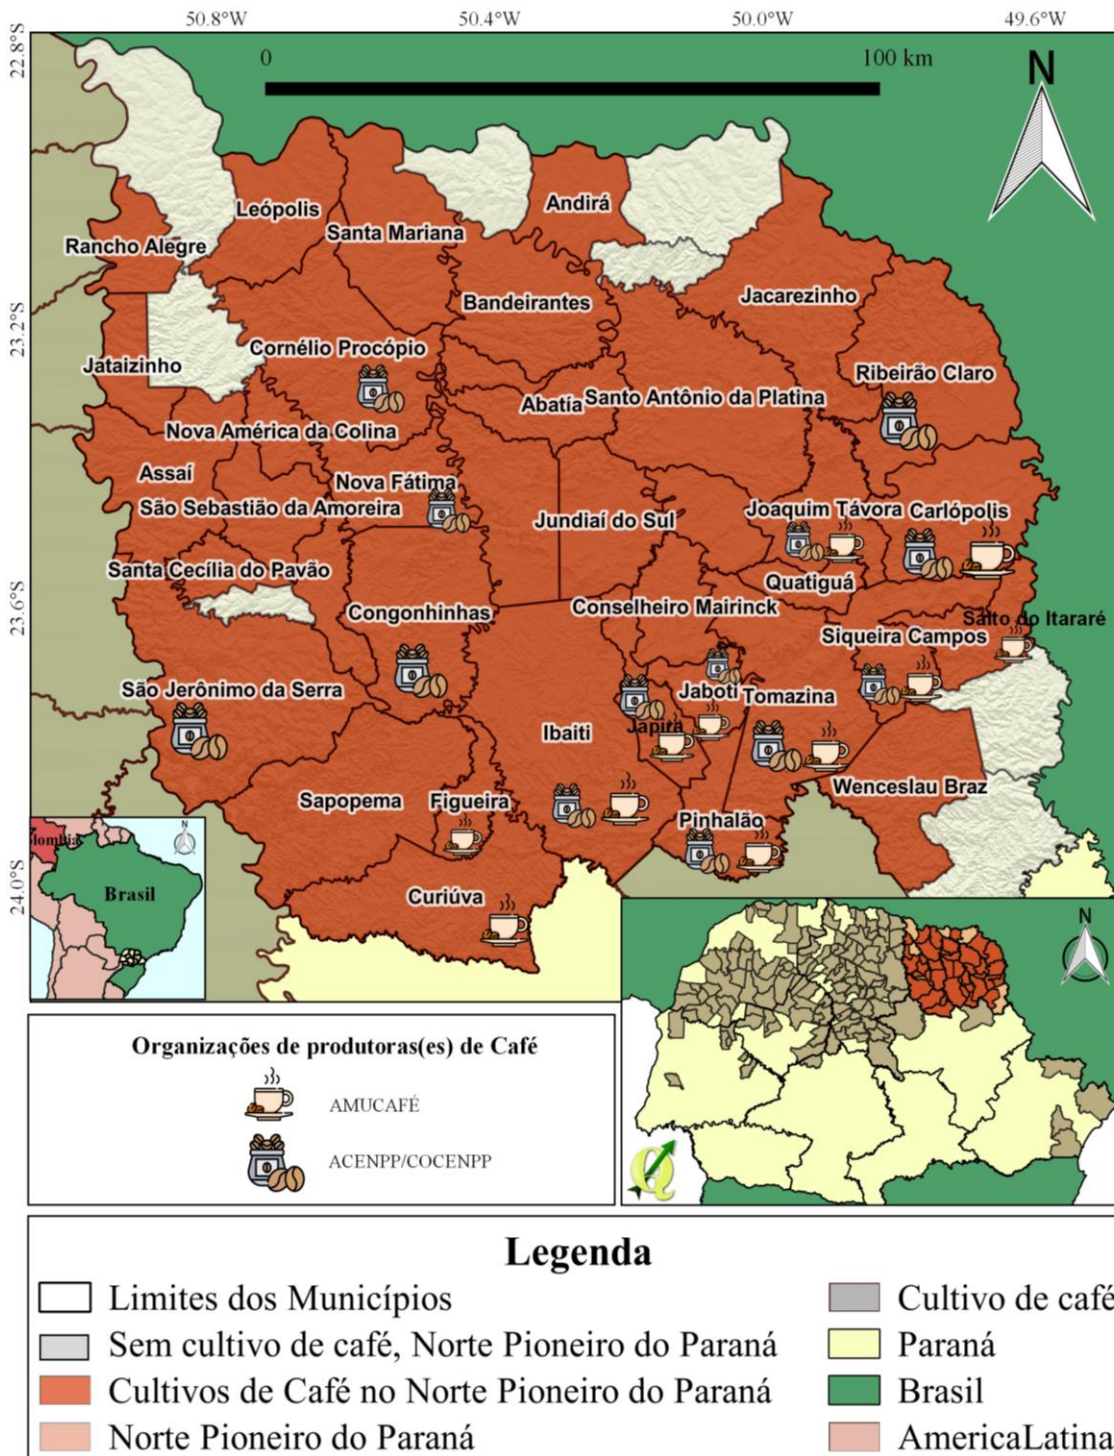 50.8°W 50.4°W 50.0°W 49.6°W
22.8°S
0 100 km
N
Andirá
Leópolis
Santa Mariana
Rancho Alegre
Bandeirantes
Jacarezinho
23.2°S
Cornélio Procópio
Jataizinho
Ribeirão Claro
Abatía Santo Antônio da Platina
Nova América da Colina
Assaí
Nova Fátima
São Sebastião da Amoreira
Jundiaí do Sul
Joaquim Távora Carlópolis
Santa Cecília do Pavão
Quatiguá
23.6°S
Congonhinhas
Conselheiro Mairinck
Salto do Itararé
Siqueira Campos
São Jerônimo da Serra
Jaboti
Tomazina
Ibaiti
Japira
Wenceslau Braz
Sapopema
Figueira
Pinhalão
24.0°S
Curiúva
olombia
N
Brasil
N
Organizações de produtoras(es) de Café
AMUCAFÉ
ACENPP/COCENPP
Legenda
Limites dos Municípios
Sem cultivo de café, Norte Pioneiro do Paraná
Cultivos de Café no Norte Pioneiro do Paraná
Norte Pioneiro do Paraná
Cultivo de café
Paraná
Brasil
AmericaLatina